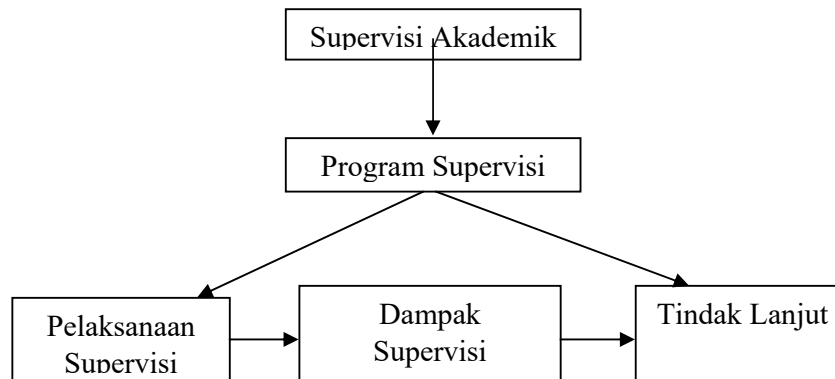 Supervisi Akademik
Program Supervisi
Pelaksanaan
Supervisi
Dampak
Supervisi
Tindak Lanjut